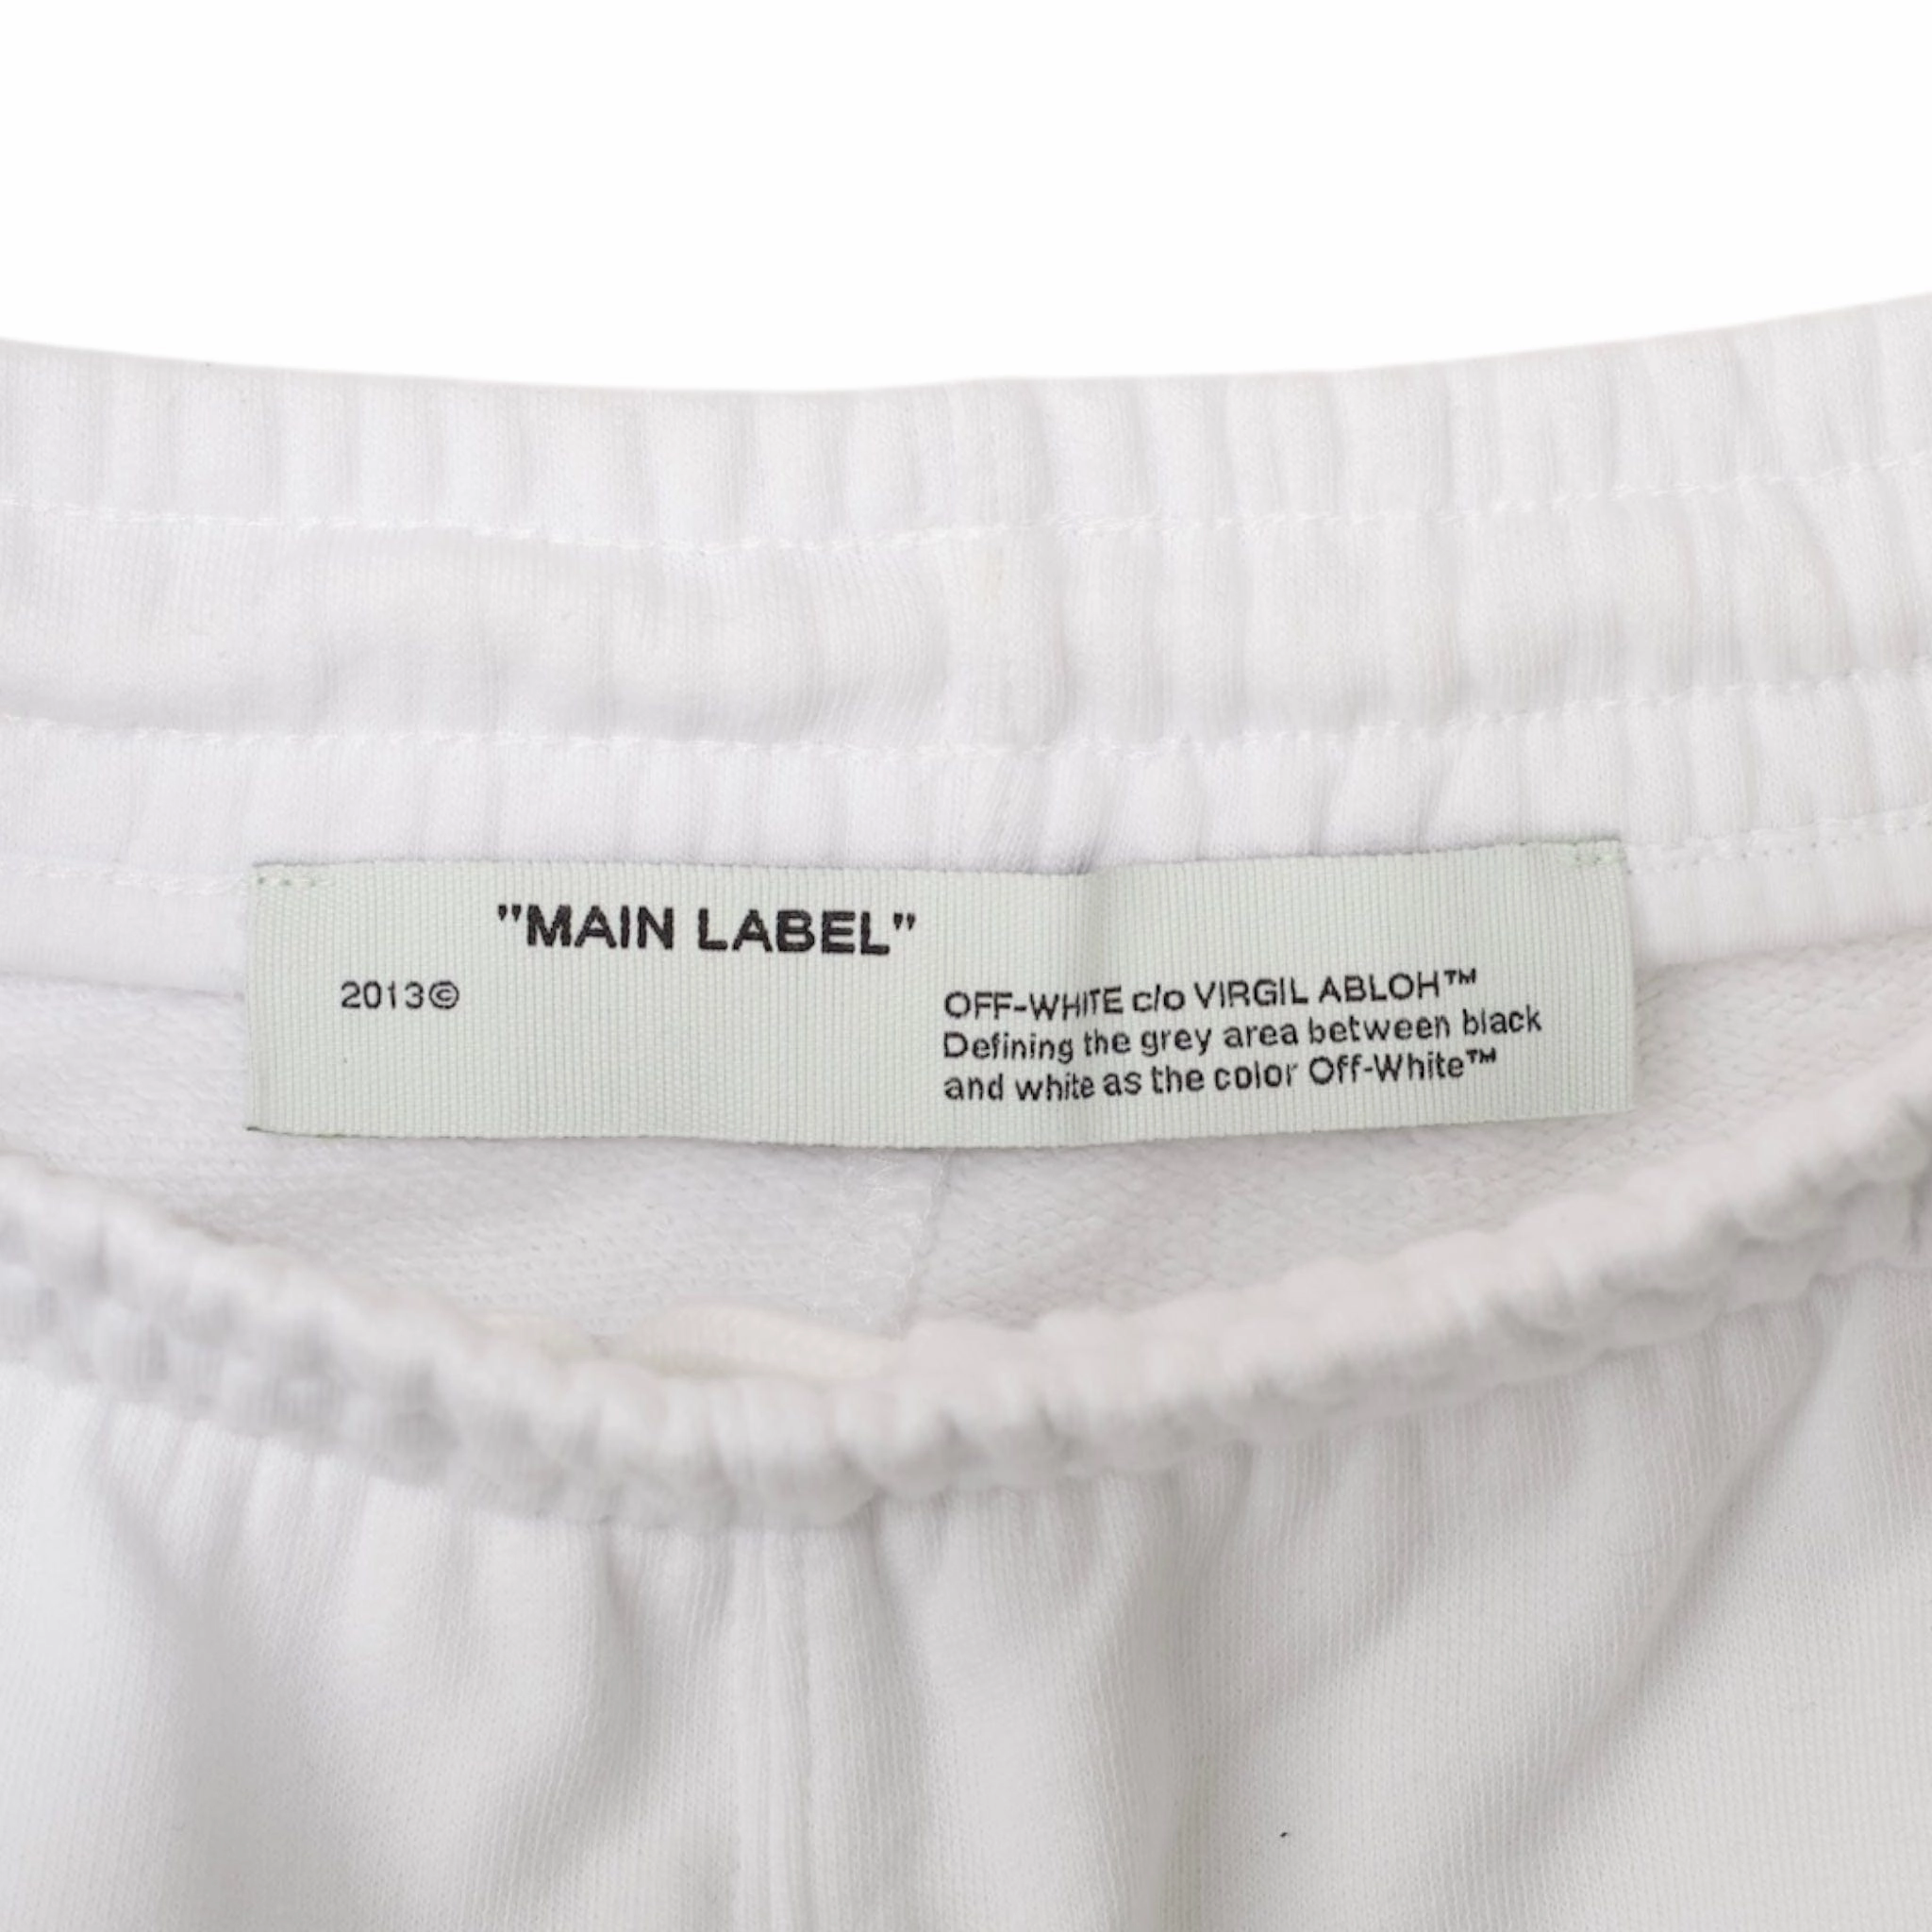 "MAIN LABEL"
2013©
OFF-WHITE c/o VIRGIL ABLOH™
Defining the grey area between black
and white as the color Off-White™